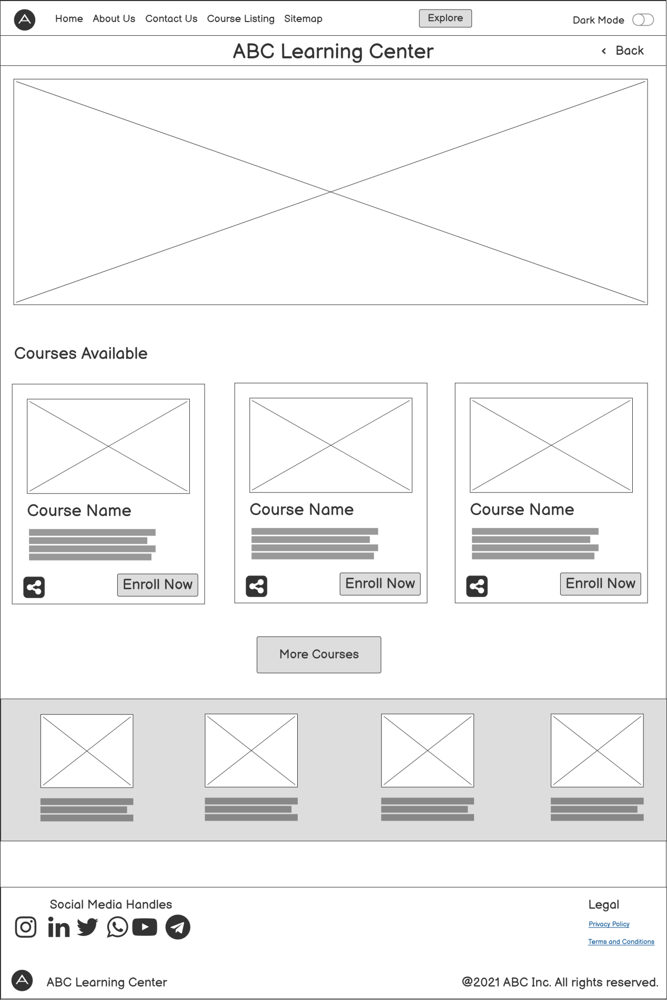 Home About Us Contact Us Course Listing Sitemap Explore Dark Mode
ABC Learning Center
‹ Back
Courses Available
Course Name
Enroll Now
Course Name
Enroll Now
Course Name
Enroll Now
More Courses
Social Media Handles
Legal
Privacy Policy
Terms and Conditions
ABC Learning Center
@2021 ABC Inc. All rights reserved.